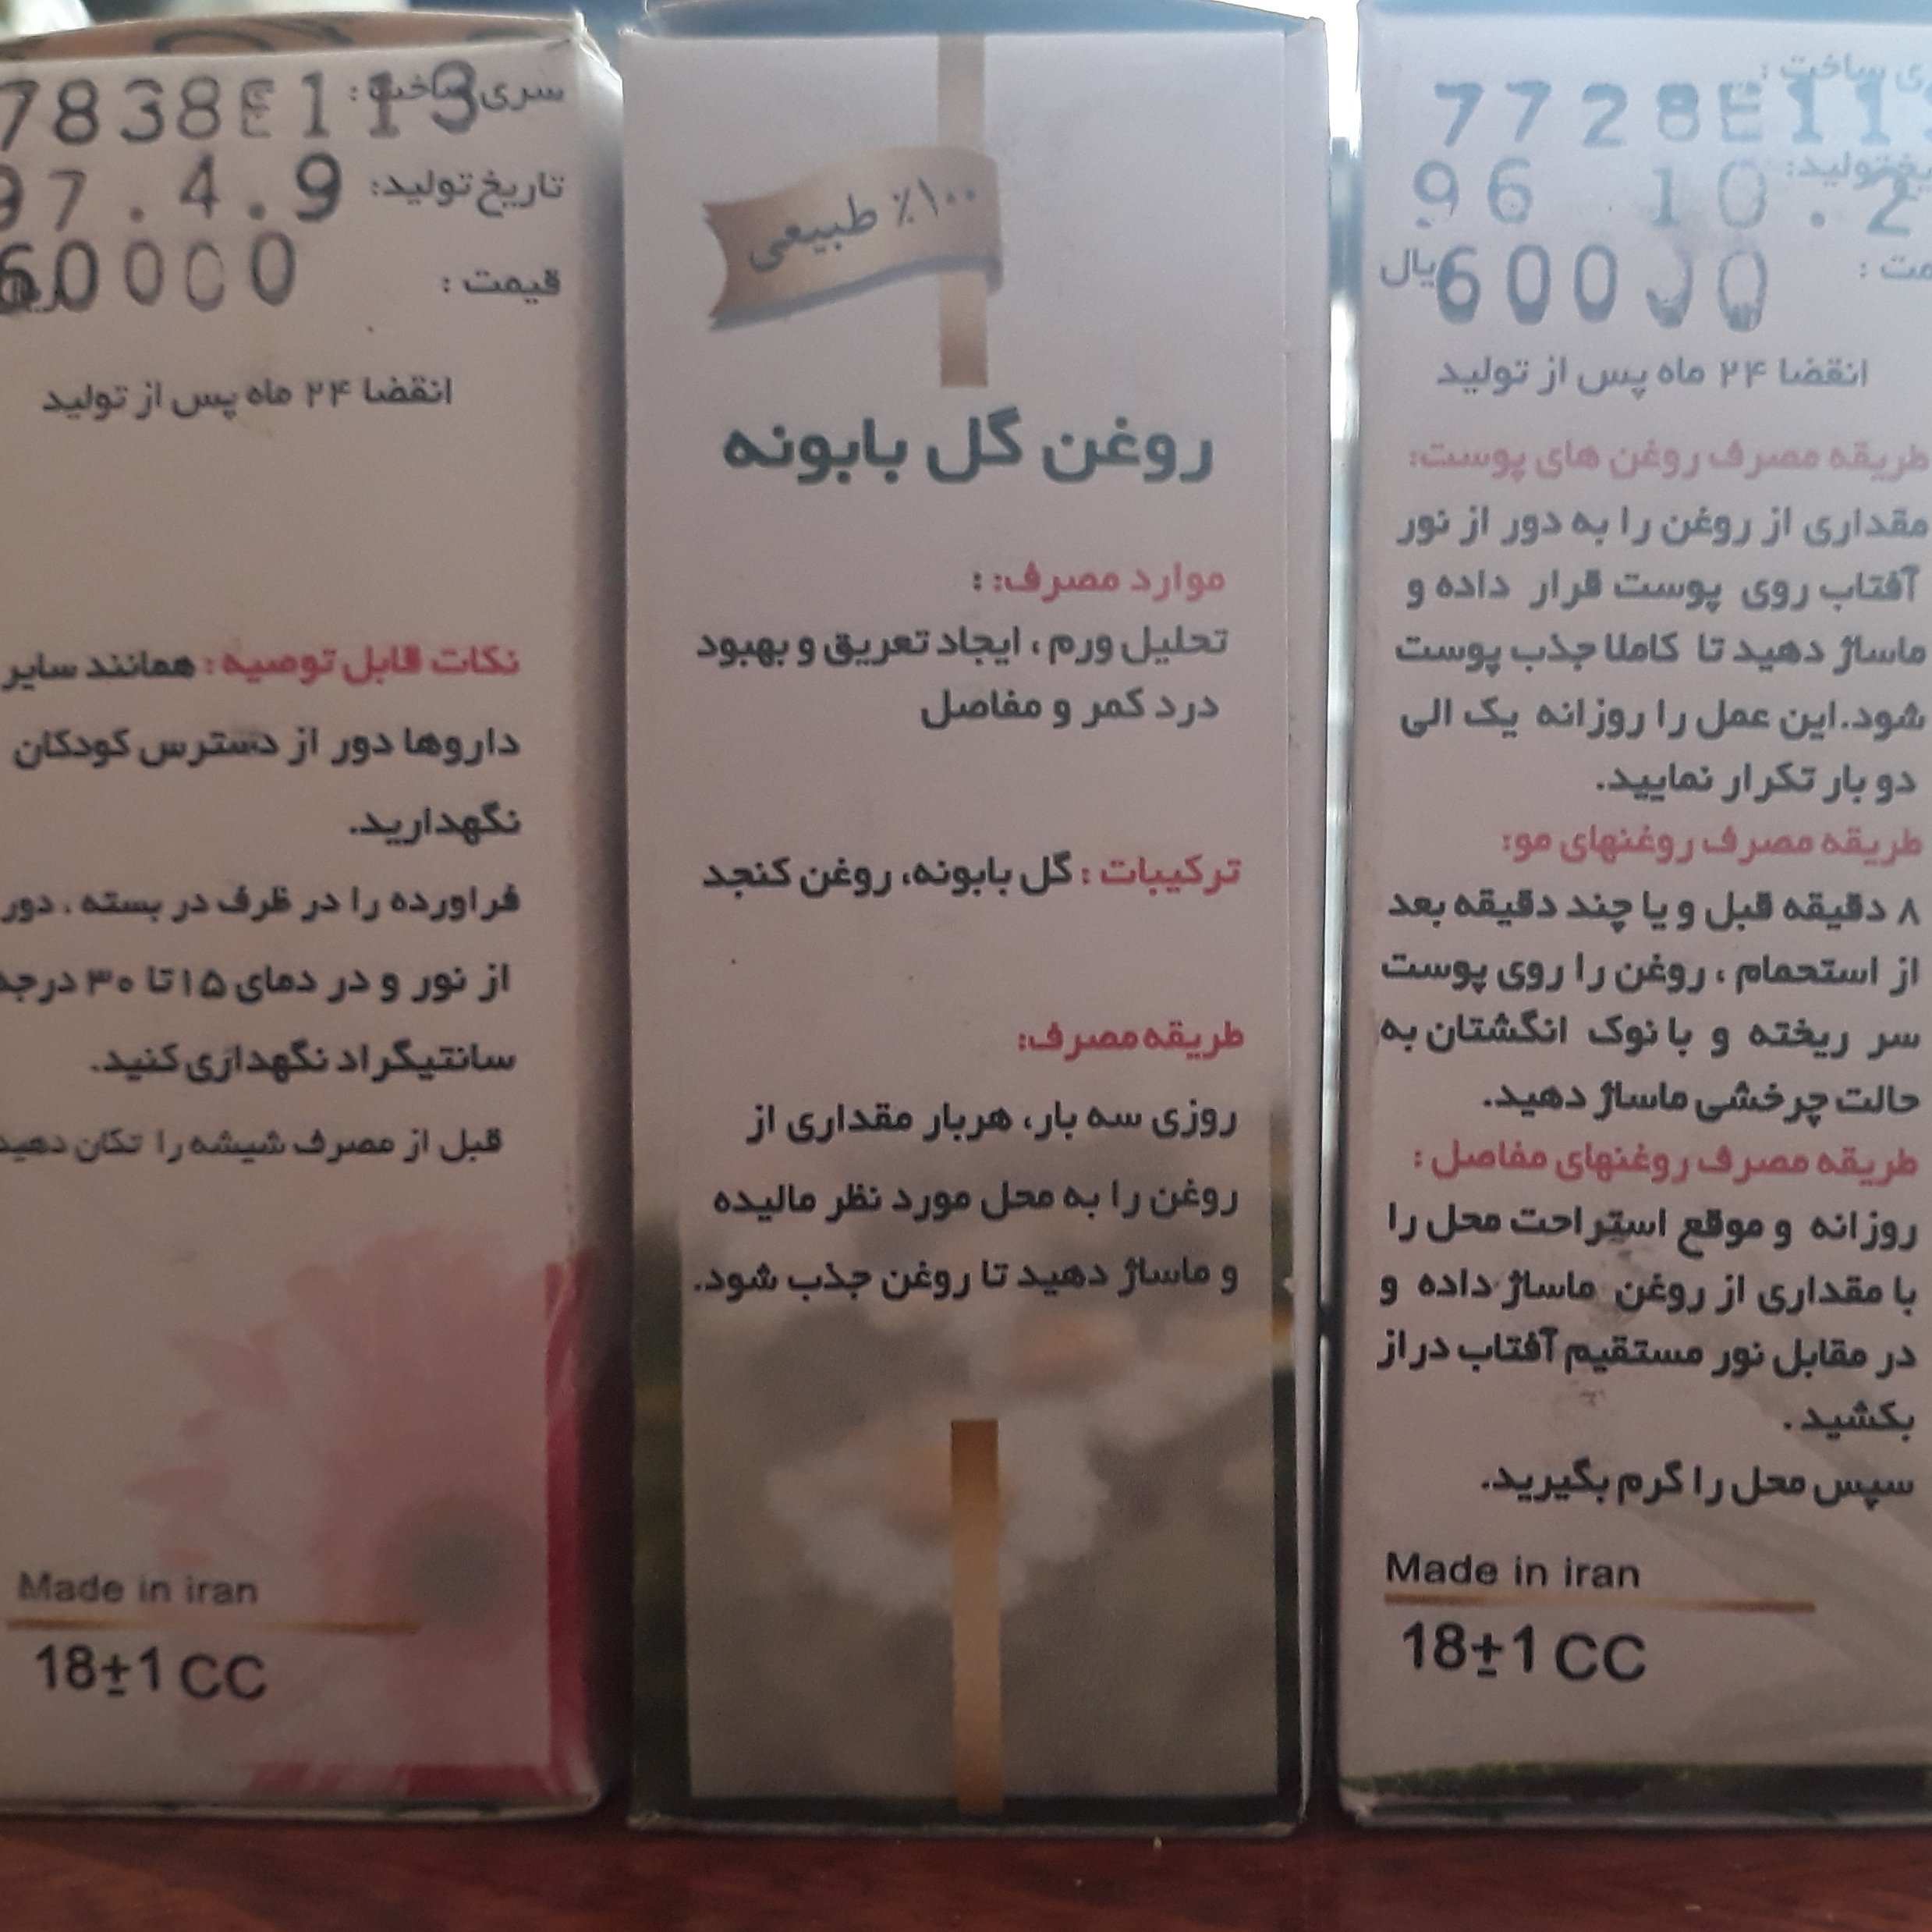 سری ساخت: 7838E113
تاریخ تولید: 97.4.9
قیمت : 60000
انقضا ۲۴ ماه پس از تولید
نکات قابل توصیه : همانند سایر
داروها دور از دسترس کودکان
نگهدارید.
فراورده را در ظرف در بسته ، دور
از نور و در دمای ۱۵ تا ۳۰ درجه
سانتیگراد نگهداری کنید.
قبل از مصرف شیشه را تکان دهید
Made in iran
18±1 CC
۱۰۰٪ طبیعی
روغن گل بابونه
موارد مصرف: :
تحلیل ورم ، ایجاد تعریق و بهبود
درد کمر و مفاصل
ترکیبات : گل بابونه، روغن کنجد
طریقه مصرف:
روزی سه بار، هربار مقداری از
روغن را به محل مورد نظر مالیده
و ماساژ دهید تا روغن جذب شود.
ساخت : 7728E11
تولید: 96 10.2
60000 ریال
انقضا ۲۴ ماه پس از تولید
طریقه مصرف روغن های پوست:
مقداری از روغن را به دور از نور
آفتاب روی پوست قرار داده و
ماساژ دهید تا کاملا جذب پوست
شود.این عمل را روزانه یک الی
دو بار تکرار نمایید.
طریقه مصرف روغنهای مو:
۸ دقیقه قبل و یا چند دقیقه بعد
از استحمام ، روغن را روی پوست
سر ریخته و با نوک انگشتان به
حالت چرخشی ماساژ دهید.
طریقه مصرف روغنهای مفاصل :
روزانه و موقع استراحت محل را
با مقداری از روغن ماساژ داده و
در مقابل نور مستقیم آفتاب دراز
بکشید .
سپس محل را گرم بگیرید.
Made in iran
18±1 CC